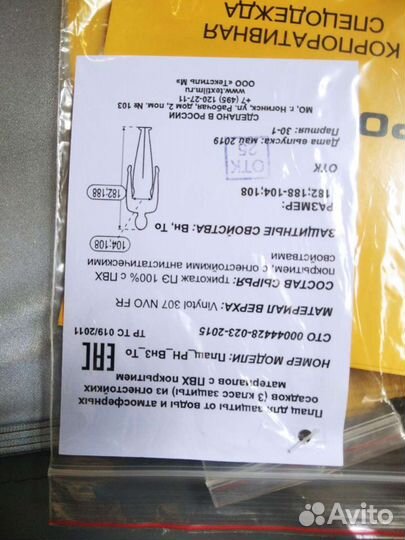 Плащ для защиты от воды и атмосферных
осадков (3 класс защиты) из огнестойких
материалов с ПВХ покрытием
НОМЕР МОДЕЛИ: Плащ_РН_Вн3_То
СТО 00044428-023-2015
ЕАС
ТР ТС 019/2011
МАТЕРИАЛ ВЕРХА: Vinytol 307 NVO FR
СОСТАВ СЫРЬЯ: трикотаж ПЭ 100% с ПВХ
покрытием, с огнестойкими антистатическими
свойствами
ЗАЩИТНЫЕ СВОЙСТВА: Вн, То
РАЗМЕР:
182;188-104;108
104;108
182;188
ОТК
ОТК
25
Дата выпуска: май 2019
Партия: 30-1
СДЕЛАНО В РОССИИ
МО, г. Ногинск, ул. Рабочая, дом 2, пом. № 103
+7 (495) 120-27-11
www.textilm.ru
ООО «Текстиль М»
КОРПОРАТИВНАЯ
СПЕЦОДЕЖДА
РО
Avito